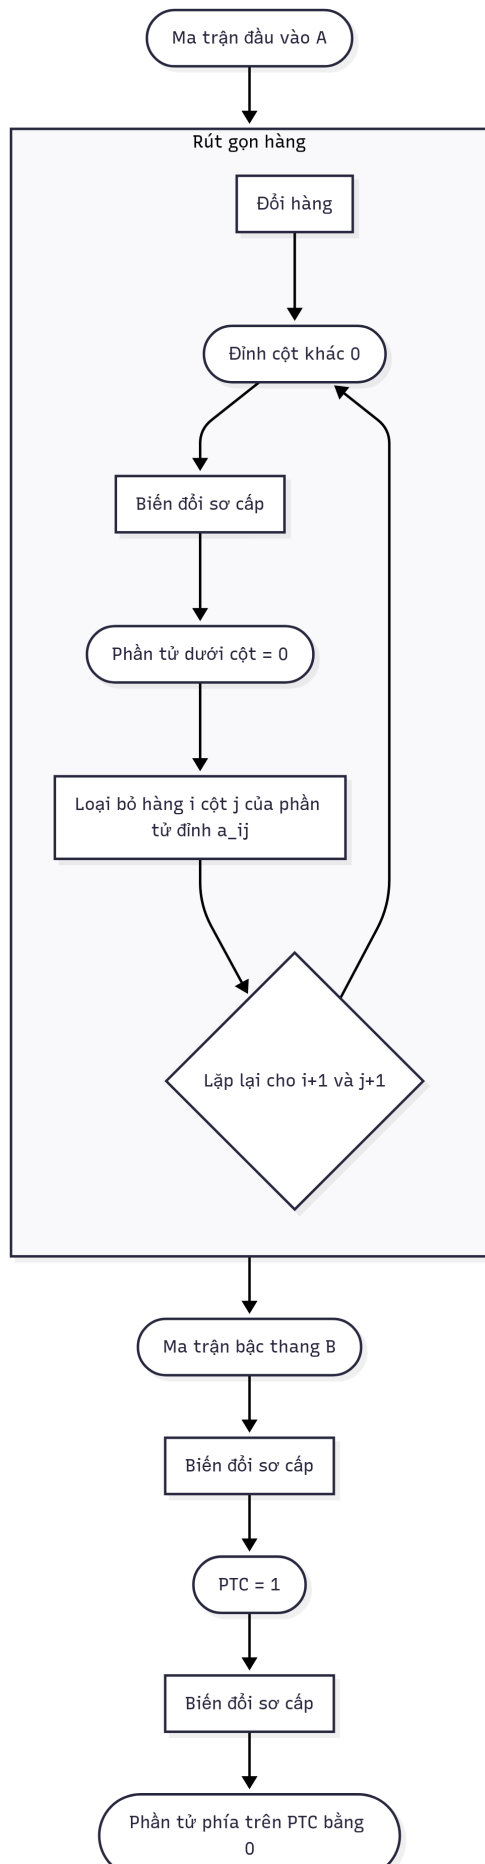 Ma trận đầu vào A
Rút gọn hàng
Đổi hàng
Đỉnh cột khác 0
Biến đổi sơ cấp
Phần tử dưới cột = 0
Loại bỏ hàng i cột j của phần
tử đỉnh a_ij
Lặp lại cho i+1 và j+1
Ma trận bậc thang B
Biến đổi sơ cấp
PTC = 1
Biến đổi sơ cấp
Phần tử phía trên PTC bằng
0